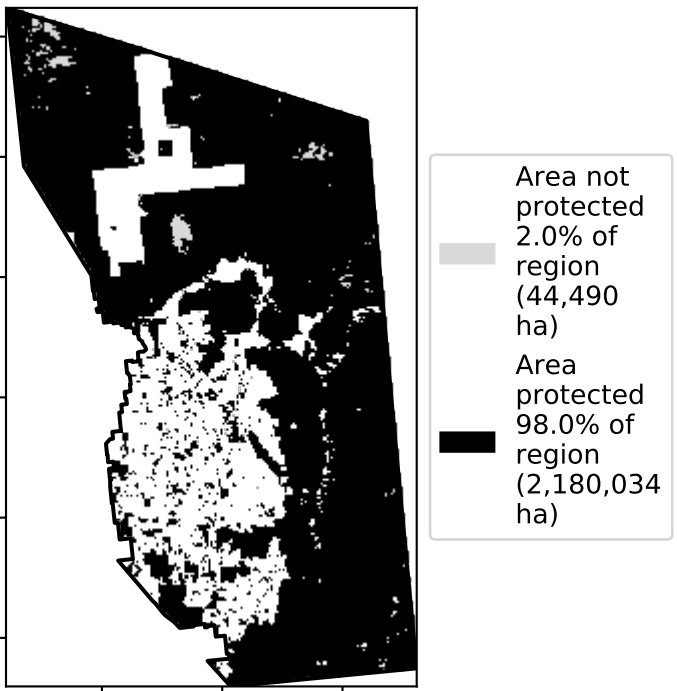 Area not
protected
2.0% of
region
(44,490
ha)
Area
protected
98.0% of
region
(2,180,034
ha)